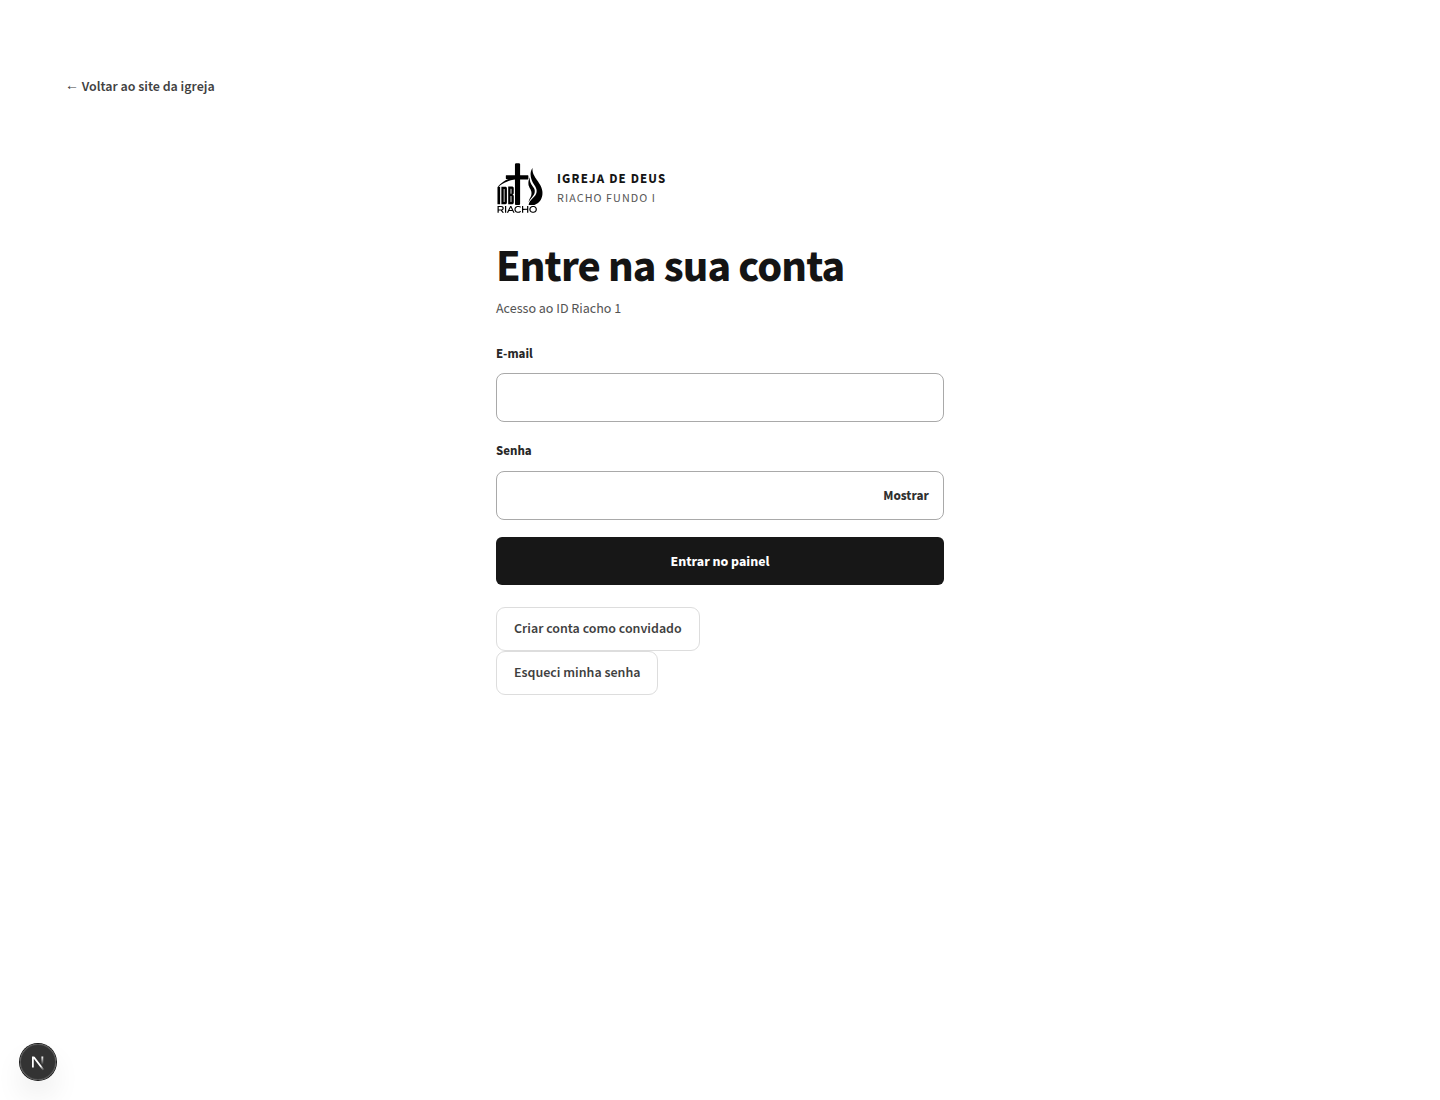 ← Voltar ao site da igreja
IDB
RIACHO
IGREJA DE DEUS
RIACHO FUNDO I
Entre na sua conta
Acesso ao ID Riacho 1
E-mail
Senha
Mostrar
Entrar no painel
Criar conta como convidado
Esqueci minha senha
N